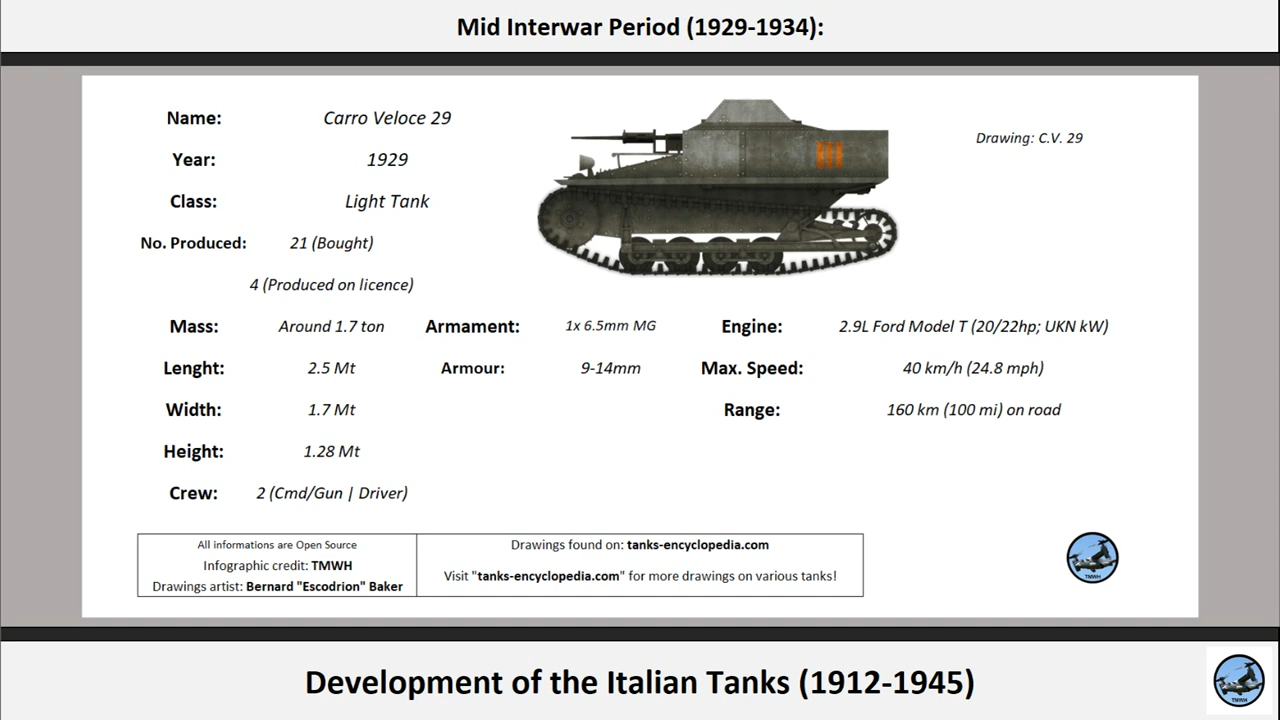 Mid Interwar Period (1929-1934):
Name: Carro Veloce 29
Drawing: C.V. 29
Year: 1929
Class: Light Tank
No. Produced: 21 (Bought)
4 (Produced on licence)
Mass: Around 1.7 ton Armament: 1x 6.5mm MG Engine: 2.9L Ford Model T (20/22hp; UKN kW)
Lenght: 2.5 Mt Armour: 9-14mm Max. Speed: 40 km/h (24.8 mph)
Width: 1.7 Mt Range: 160 km (100 mi) on road
Height: 1.28 Mt
Crew: 2 (Cmd/Gun | Driver)
All informations are Open Source
Infographic credit: TMWH
Drawings artist: Bernard "Escodrion" Baker
Drawings found on: tanks-encyclopedia.com
Visit "tanks-encyclopedia.com" for more drawings on various tanks!
TMWH
Development of the Italian Tanks (1912-1945)
TMWH